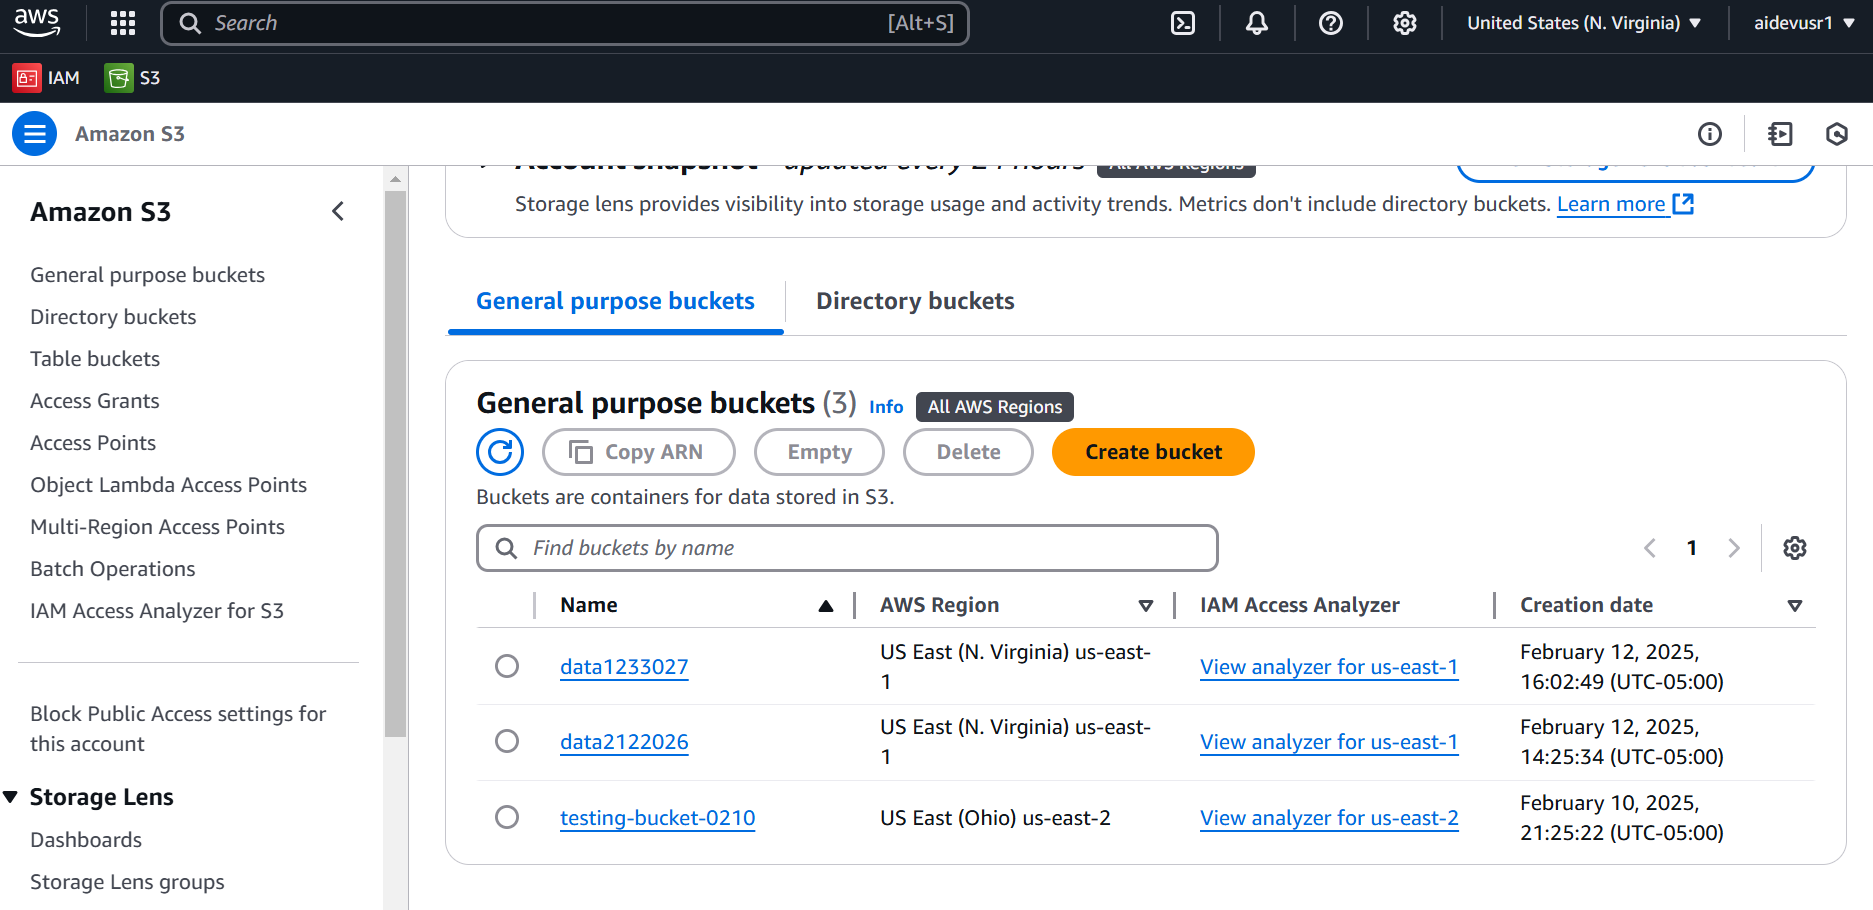 aws
Search [Alt+S]
United States (N. Virginia)
aidevusr1
IAM
S3
Amazon S3
Amazon S3
General purpose buckets
Directory buckets
Table buckets
Access Grants
Access Points
Object Lambda Access Points
Multi-Region Access Points
Batch Operations
IAM Access Analyzer for S3
Block Public Access settings for
this account
Storage Lens
Dashboards
Storage Lens groups
Account snapshot - updated every 24 hours All AWS Regions
Storage lens provides visibility into storage usage and activity trends. Metrics don't include directory buckets. Learn more
General purpose buckets
Directory buckets
General purpose buckets (3) Info All AWS Regions
Copy ARN
Empty
Delete
Create bucket
Buckets are containers for data stored in S3.
Find buckets by name
1
Name
AWS Region
IAM Access Analyzer
Creation date
data1233027
US East (N. Virginia) us-east-
1
View analyzer for us-east-1
February 12, 2025,
16:02:49 (UTC-05:00)
data2122026
US East (N. Virginia) us-east-
1
View analyzer for us-east-1
February 12, 2025,
14:25:34 (UTC-05:00)
testing-bucket-0210
US East (Ohio) us-east-2
View analyzer for us-east-2
February 10, 2025,
21:25:22 (UTC-05:00)